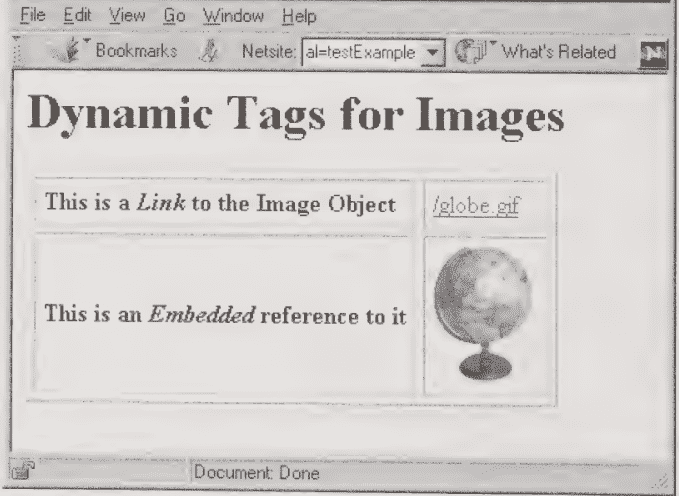 File Edit View Go Window Help
Bookmarks Netsite: al=testExample What's Related N
Dynamic Tags for Images
This is a Link to the Image Object /globe.gif
This is an Embedded reference to it
Document: Done